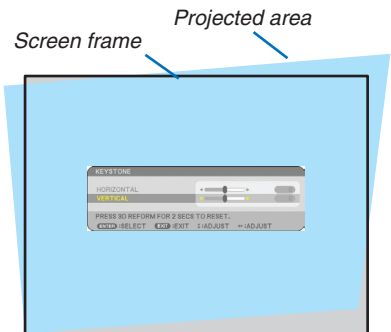 Projected area
Screen frame
KEYSTONE
HORIZONTAL
VERTICAL
PRESS 3D REFORM FOR 2 SECS TO RESET.
ENTER :SELECT EXIT :EXIT ↕:ADJUST ↔:ADJUST